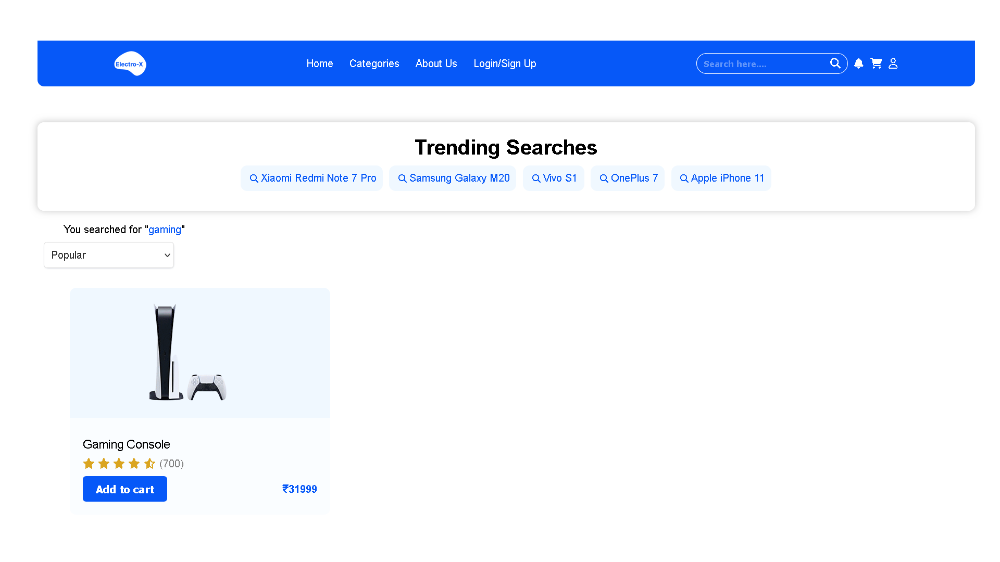 Electro-X
Home Categories About Us Login/Sign Up
Search here....
Trending Searches
Xiaomi Redmi Note 7 Pro Samsung Galaxy M20 Vivo S1 OnePlus 7 Apple iPhone 11
You searched for "gaming"
Popular
Gaming Console
(700)
Add to cart ₹31999